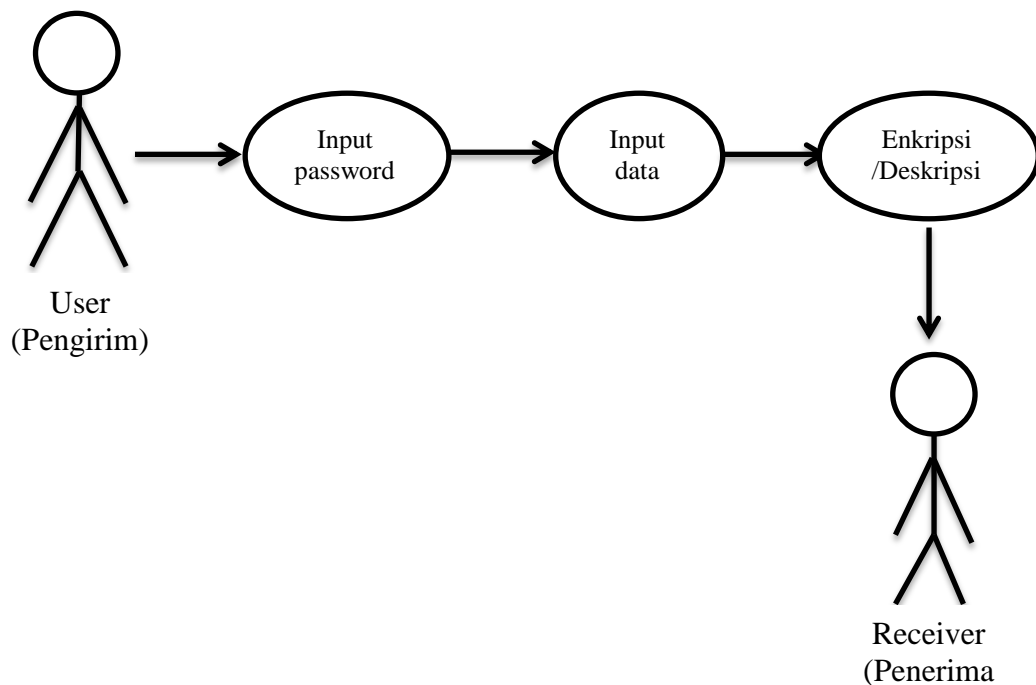 Input
password
Input
data
Enkripsi
/Deskripsi
User
(Pengirim)
Receiver
(Penerima